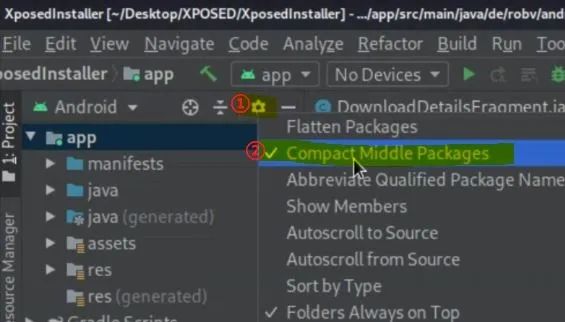 XposedInstaller [~/Desktop/XPOSED/XposedInstaller] - .../app/src/main/java/de/robv/and
File Edit View Navigate Code Analyze Refactor Build Run Too
posedInstaller app app No Devices
1: Project
Android ① DownloadDetailsFragment.ja
app
manifests
java
java (generated)
assets
res
res (generated)
Gradle Scripts
esource Manager
Flatten Packages
② Compact Middle Packages
Abbreviate Qualified Package Name
Show Members
Autoscroll to Source
Autoscroll from Source
Sort by Type
Folders Always on Top